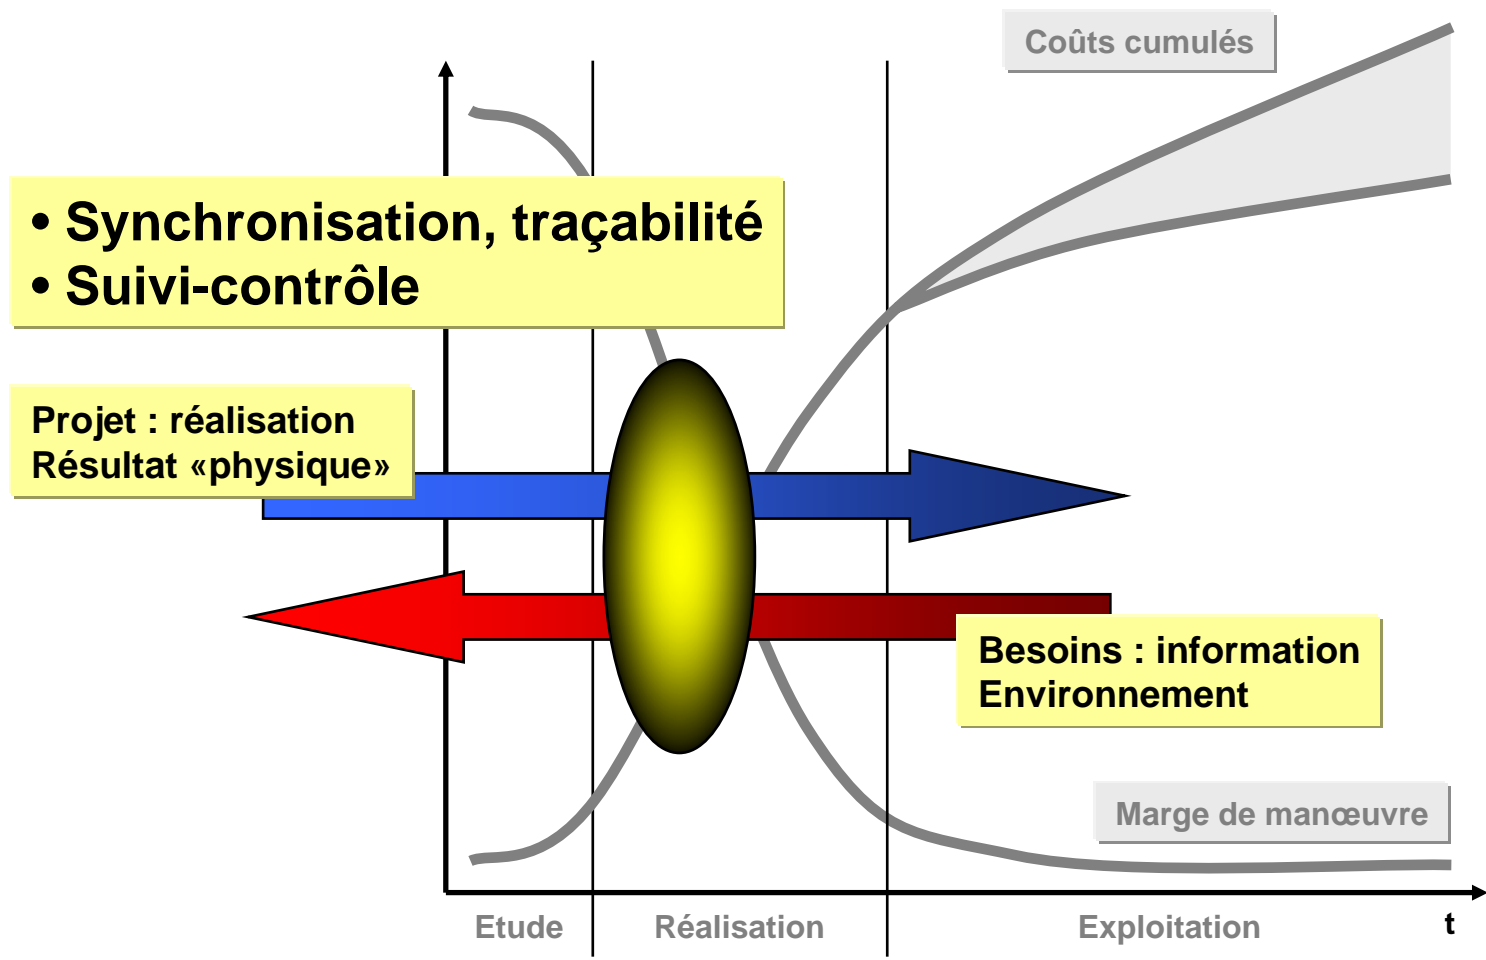 Coûts cumulés
• Synchronisation, traçabilité
• Suivi-contrôle
Projet : réalisation
Résultat «physique»
Besoins : information
Environnement
Marge de manœuvre
Etude
Réalisation
Exploitation
t